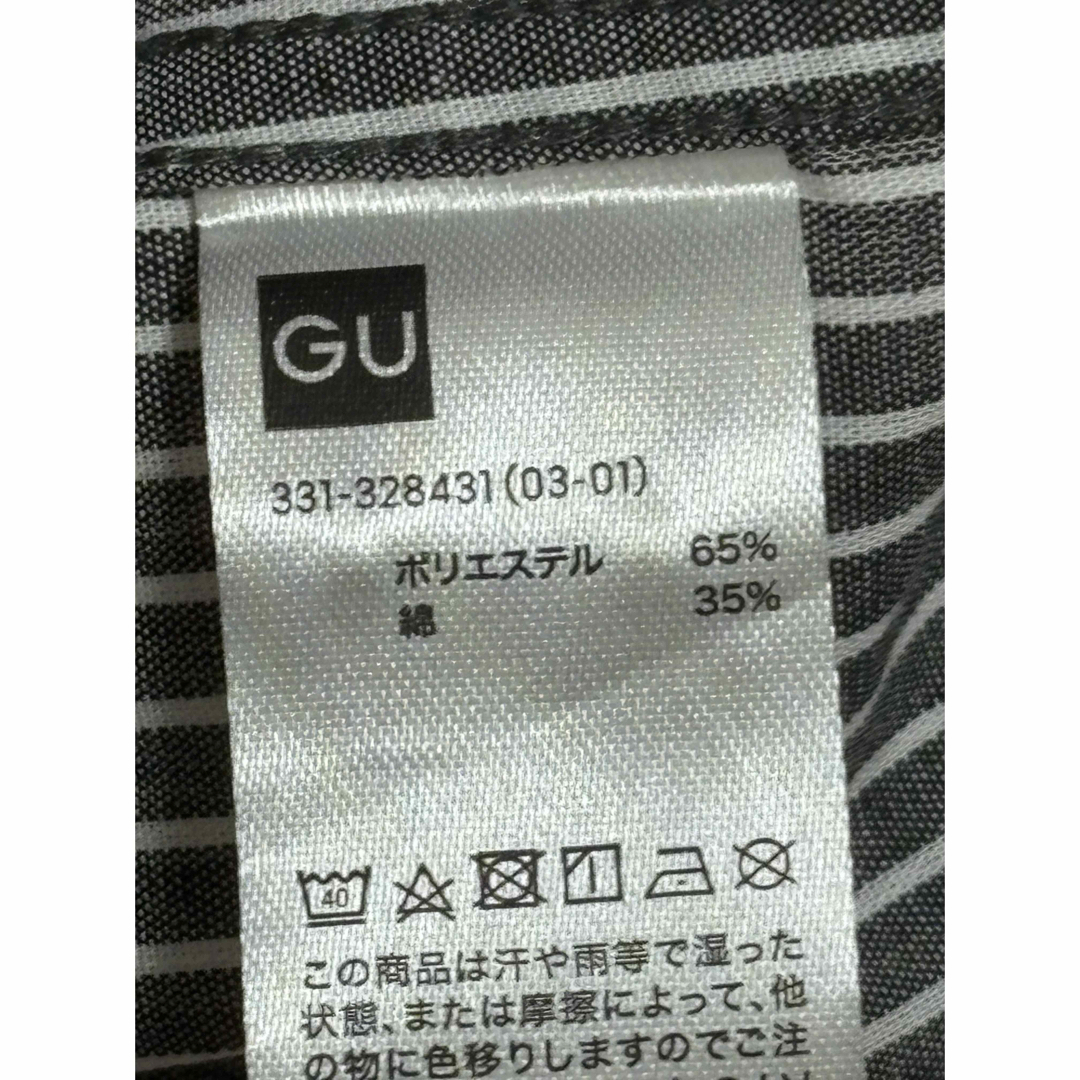 GU
331-328431(03-01)
ポリエステル 65%
綿 35%
40
この商品は汗や雨等で湿った
状態、または摩擦によって、他
の物に色移りしますのでご注